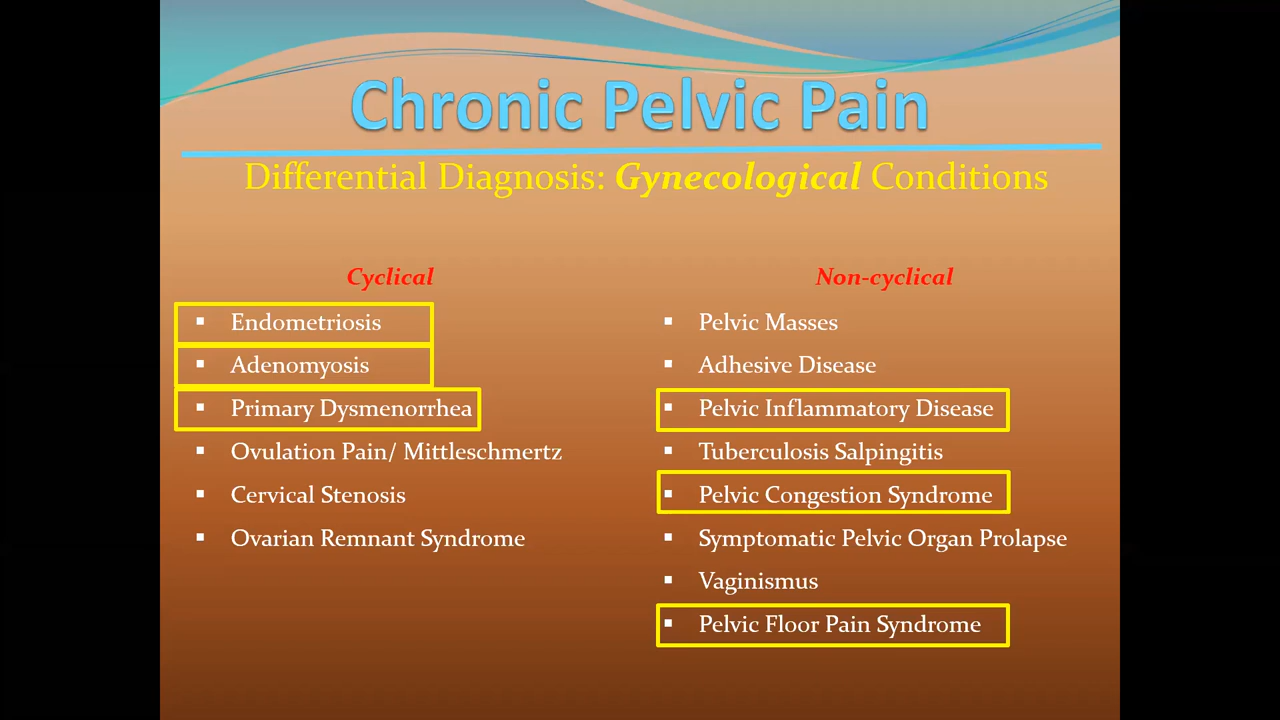 Chronic Pelvic Pain
Differential Diagnosis: Gynecological Conditions
Cyclical
Endometriosis
Adenomyosis
Primary Dysmenorrhea
Ovulation Pain/ Mittleschmertz
Cervical Stenosis
Ovarian Remnant Syndrome
Non-cyclical
Pelvic Masses
Adhesive Disease
Pelvic Inflammatory Disease
Tuberculosis Salpingitis
Pelvic Congestion Syndrome
Symptomatic Pelvic Organ Prolapse
Vaginismus
Pelvic Floor Pain Syndrome